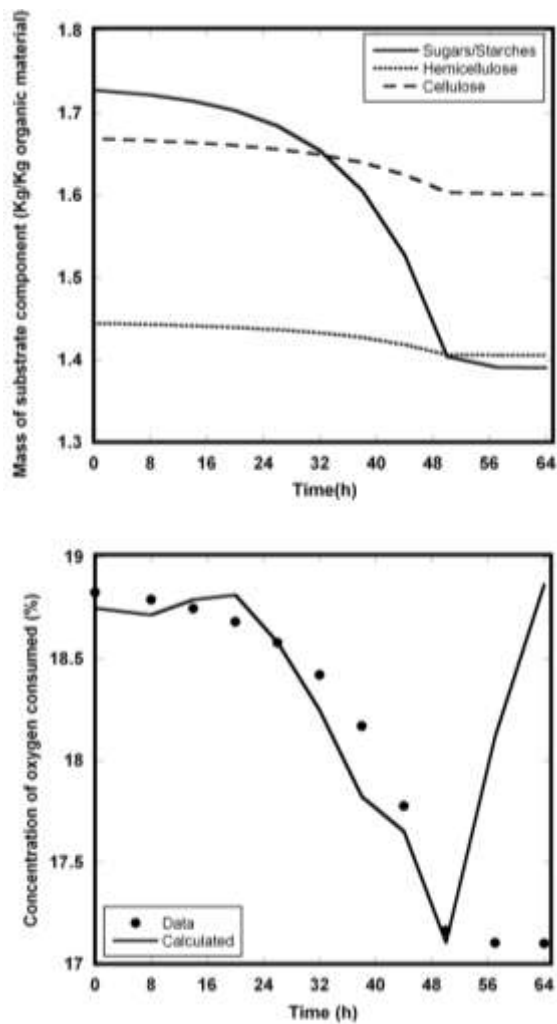 Mass of substrate component (Kg/Kg organic material)
1.8
1.7
1.6
1.5
1.4
1.3
Sugars/Starches
Hemicellulose
Cellulose
0 8 16 24 32 40 48 56 64
Time(h)
Concentration of oxygen consumed (%)
19
18.5
18
17.5
17
Data
Calculated
0 8 16 24 32 40 48 56 64
Time (h)